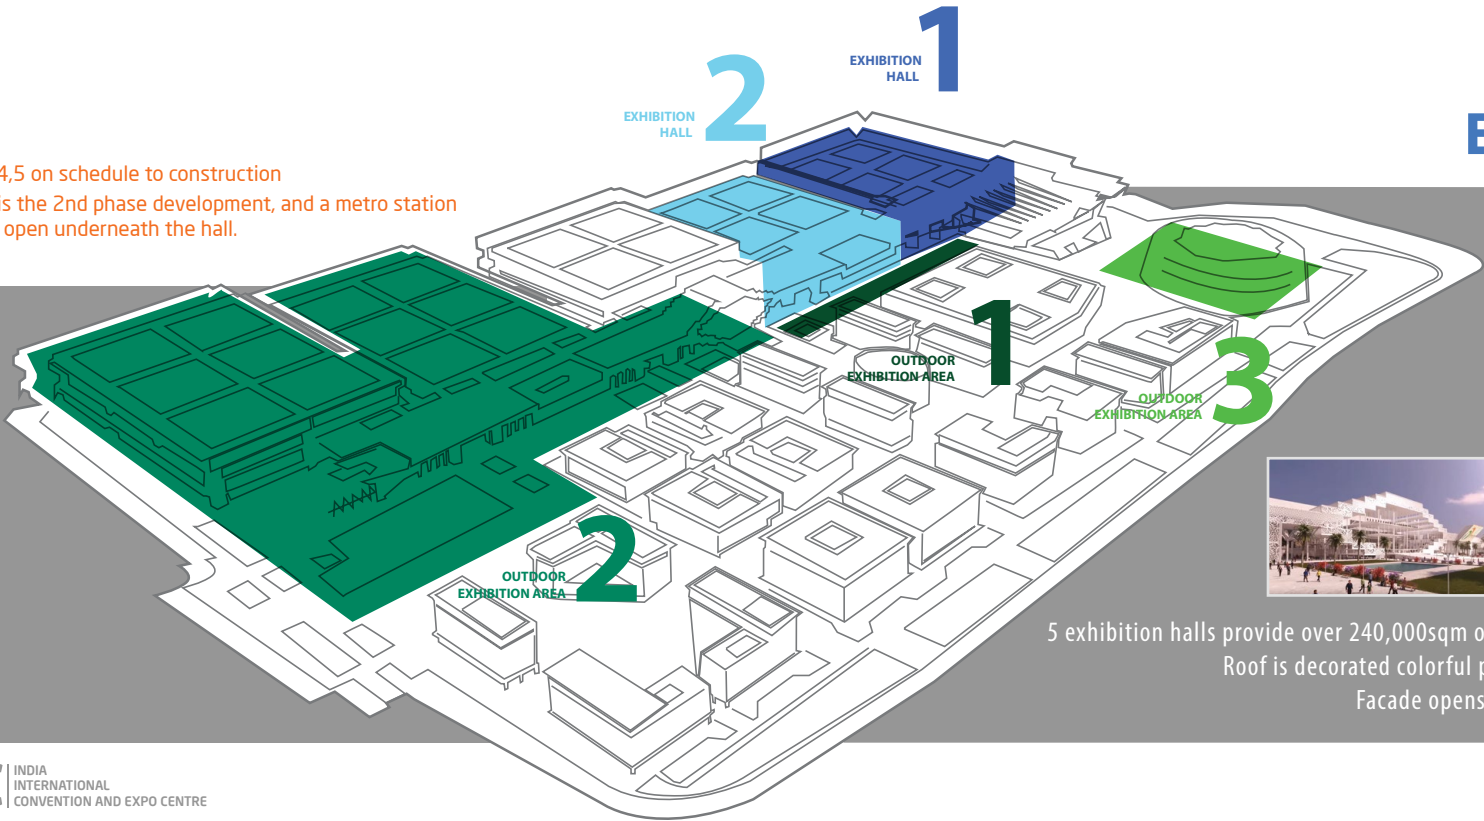 1
EXHIBITION
HALL
2
EXHIBITION
HALL
4,5 on schedule to construction
is the 2nd phase development, and a metro station
open underneath the hall.
1
OUTDOOR
EXHIBITION AREA
3
OUTDOOR
EXHIBITION AREA
2
OUTDOOR
EXHIBITION AREA
5 exhibition halls provide over 240,000sqm o
Roof is decorated colorful p
Facade opens
INDIA
INTERNATIONAL
CONVENTION AND EXPO CENTRE